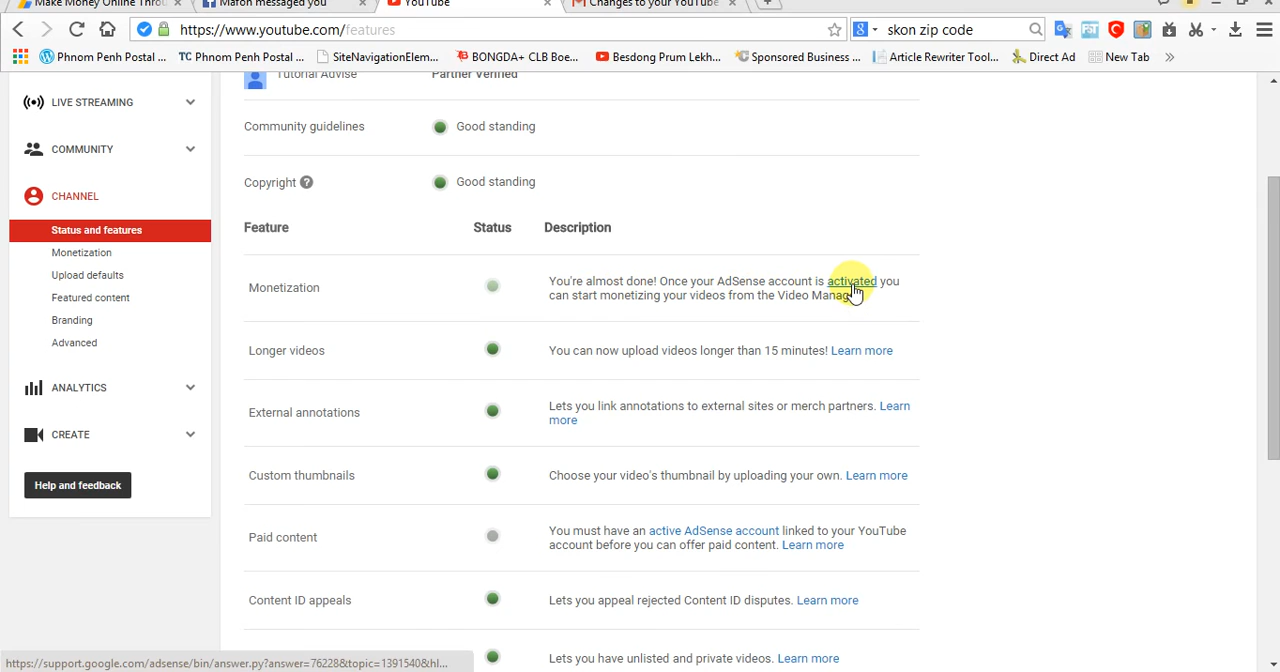 Make Money Online Throu... Mafon messaged you YouTube Changes to your YouTube
https://www.youtube.com/features skon zip code
Phnom Penh Postal ... TC Phnom Penh Postal ... SiteNavigationElem... BONGDA+ CLB Boe... Besdong Prum Lekh... Sponsored Business ... Article Rewriter Tool... Direct Ad New Tab »
Tutorial Advise Partner Verified
LIVE STREAMING
COMMUNITY
CHANNEL
Status and features
Monetization
Upload defaults
Featured content
Branding
Advanced
ANALYTICS
CREATE
Help and feedback
Community guidelines Good standing
Copyright ? Good standing
Feature Status Description
Monetization You're almost done! Once your AdSense account is activated you
can start monetizing your videos from the Video
Longer videos You can now upload videos longer than 15 minutes! Learn more
External annotations Lets you link annotations to external sites or merch partners. Learn
more
Custom thumbnails Choose your video's thumbnail by uploading your own. Learn more
Paid content You must have an active AdSense account linked to your YouTube
account before you can offer paid content. Learn more
Content ID appeals Lets you appeal rejected Content ID disputes. Learn more
Lets you have unlisted and private videos. Learn more
https://support.google.com/adsense/bin/answer.py?answer=76228&topic=1391540&hl...